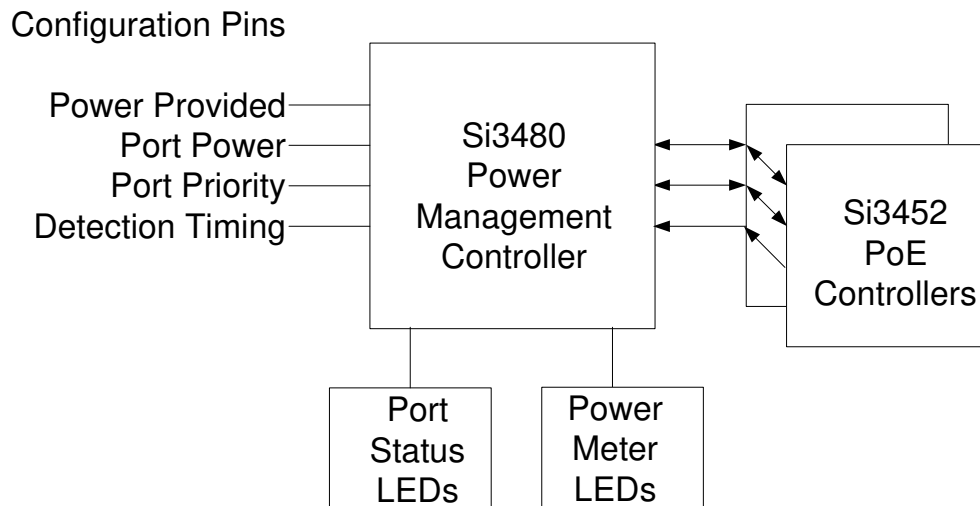 Configuration Pins
Power Provided
Port Power
Port Priority
Detection Timing
Si3480
Power
Management
Controller
Si3452
PoE
Controllers
Port
Status
LEDs
Power
Meter
LEDs